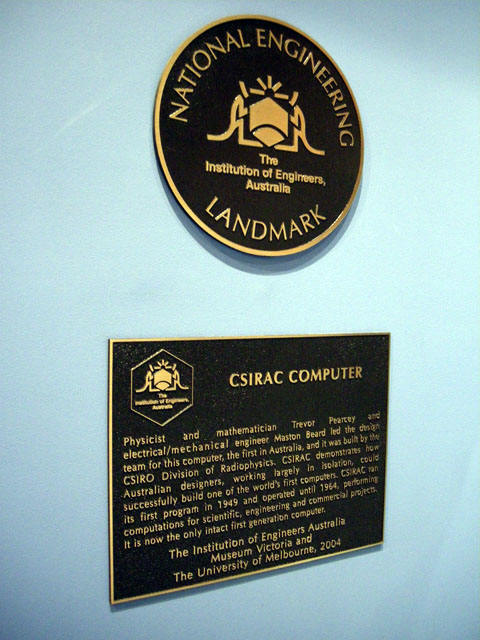 NATIONAL ENGINEERING
The
Institution of Engineers,
Australia
LANDMARK
The
Institution of Engineers,
Australia
CSIRAC COMPUTER
Physicist and mathematician Trevor Pearcey and
electrical/mechanical engineer Maston Beard led the design
team for this computer, the first in Australia, and it was built by the
CSIRO Division of Radiophysics. CSIRAC demonstrates how
Australian designers, working largely in isolation, could
successfully build one of the world's first computers. CSIRAC ran
its first program in 1949 and operated until 1964, performing
computations for scientific, engineering and commercial projects.
It is now the only intact first generation computer.
The Institution of Engineers Australia
Museum Victoria and
The University of Melbourne, 2004